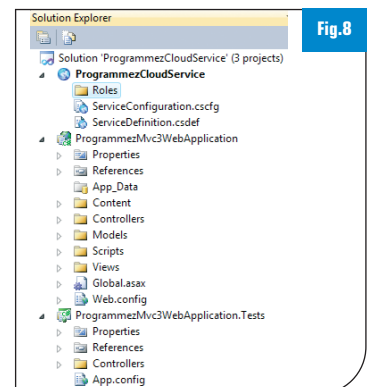 Solution Explorer
Fig.8
Solution 'ProgrammezCloudService' (3 projects)
ProgrammezCloudService
Roles
ServiceConfiguration.cscfg
ServiceDefinition.csdef
ProgrammezMvc3WebApplication
Properties
References
App_Data
Content
Controllers
Models
Scripts
Views
Global.asax
Web.config
ProgrammezMvc3WebApplication.Tests
Properties
References
Controllers
App.config